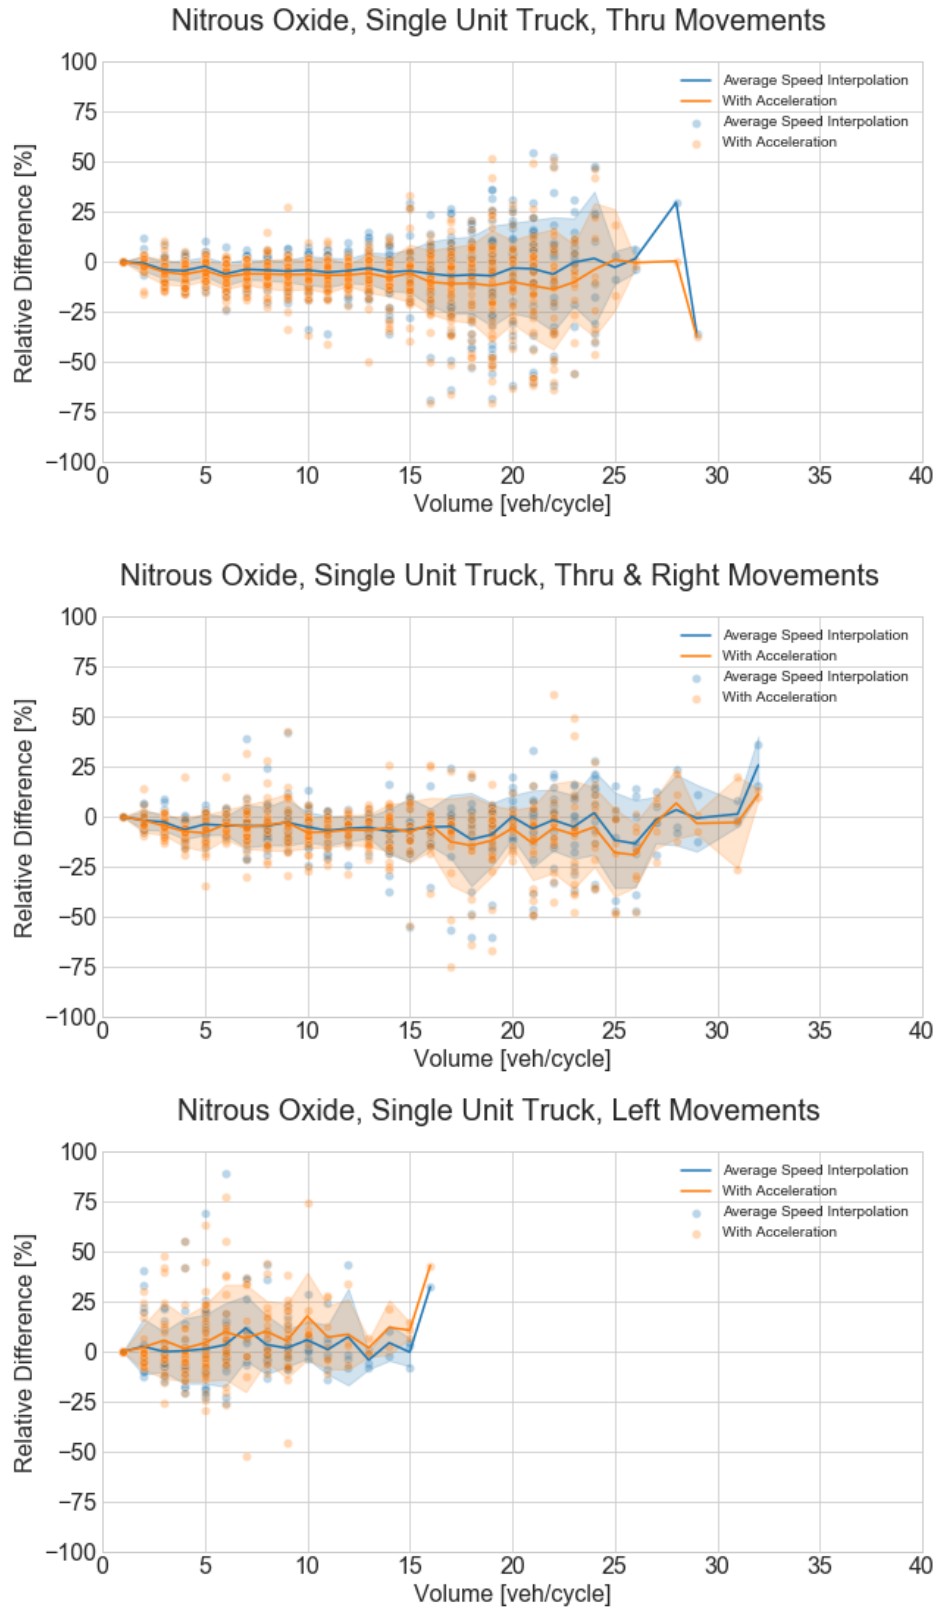 Nitrous Oxide, Single Unit Truck, Thru Movements
100
75
50
25
0
−25
−50
−75
−100
Relative Difference [%]
Average Speed Interpolation
With Acceleration
Average Speed Interpolation
With Acceleration
0 5 10 15 20 25 30 35 40
Volume [veh/cycle]
Nitrous Oxide, Single Unit Truck, Thru & Right Movements
100
75
50
25
0
−25
−50
−75
−100
Relative Difference [%]
Average Speed Interpolation
With Acceleration
Average Speed Interpolation
With Acceleration
0 5 10 15 20 25 30 35 40
Volume [veh/cycle]
Nitrous Oxide, Single Unit Truck, Left Movements
100
75
50
25
0
−25
−50
−75
−100
Relative Difference [%]
Average Speed Interpolation
With Acceleration
Average Speed Interpolation
With Acceleration
0 5 10 15 20 25 30 35 40
Volume [veh/cycle]